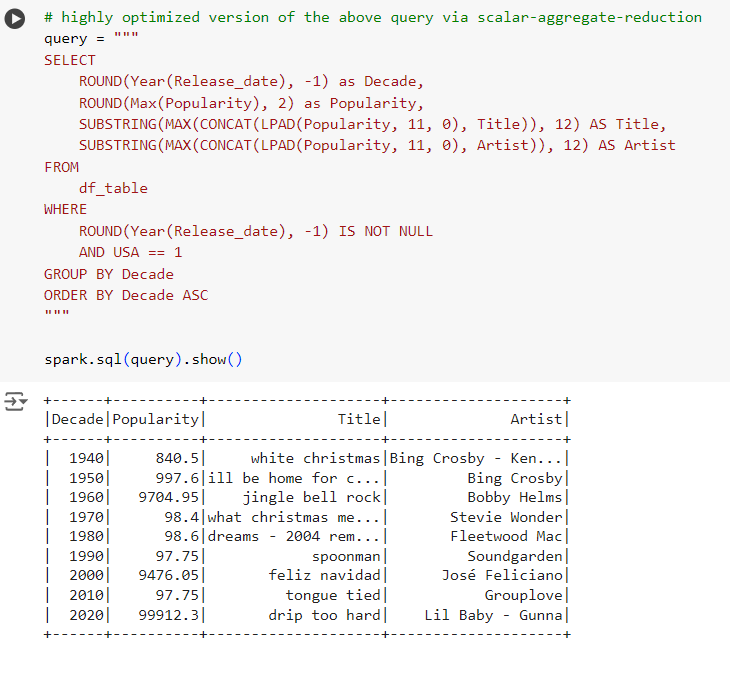 # highly optimized version of the above query via scalar-aggregate-reduction
query = """
SELECT
    ROUND(Year(Release_date), -1) as Decade,
    ROUND(Max(Popularity), 2) as Popularity,
    SUBSTRING(MAX(CONCAT(LPAD(Popularity, 11, 0), Title)), 12) AS Title,
    SUBSTRING(MAX(CONCAT(LPAD(Popularity, 11, 0), Artist)), 12) AS Artist
FROM
    df_table
WHERE
    ROUND(Year(Release_date), -1) IS NOT NULL
    AND USA == 1
GROUP BY Decade
ORDER BY Decade ASC
"""
spark.sql(query).show()
+------+----------+--------------------+--------------------+
|Decade|Popularity|               Title|              Artist|
+------+----------+--------------------+--------------------+
|  1940|     840.5|     white christmas|Bing Crosby - Ken...|
|  1950|     997.6|ill be home for c...|         Bing Crosby|
|  1960|   9704.95|    jingle bell rock|         Bobby Helms|
|  1970|      98.4|what christmas me...|       Stevie Wonder|
|  1980|      98.6|dreams - 2004 rem...|       Fleetwood Mac|
|  1990|     97.75|            spoonman|         Soundgarden|
|  2000|   9476.05|       feliz navidad|      José Feliciano|
|  2010|     97.75|         tongue tied|           Grouplove|
|  2020|   99912.3|       drip too hard|    Lil Baby - Gunna|
+------+----------+--------------------+--------------------+